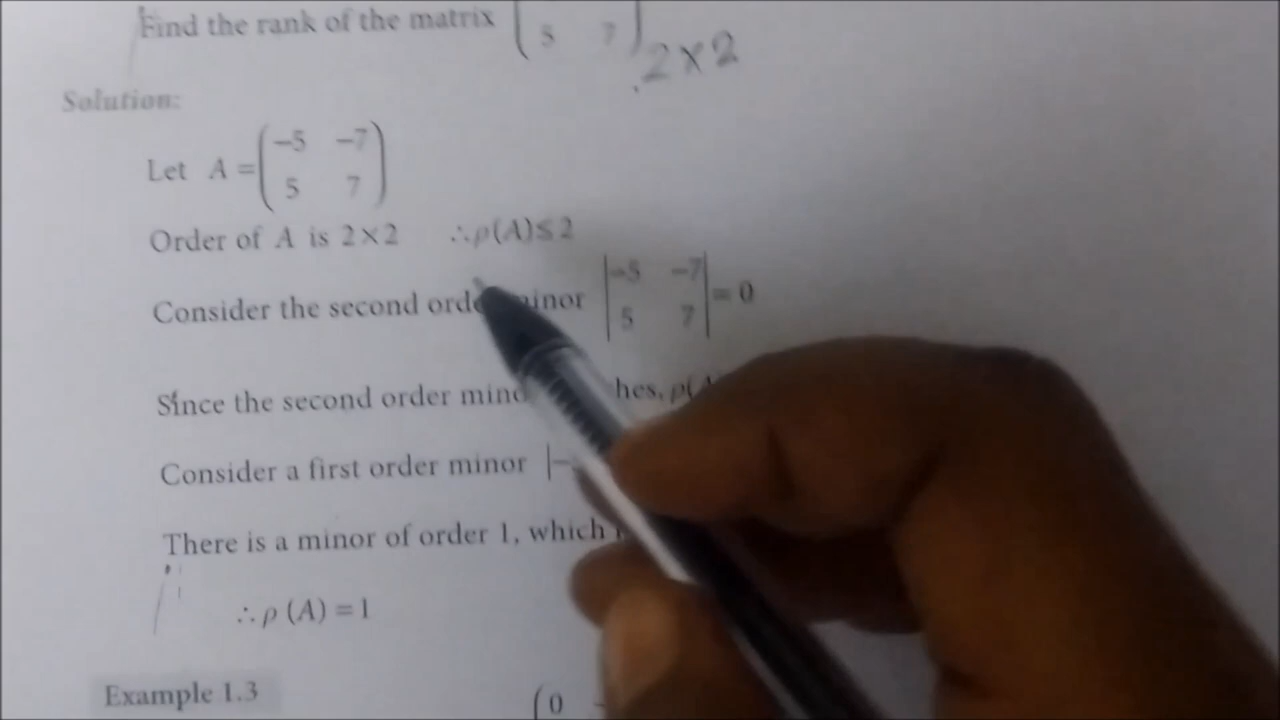 Find the rank of the matrix ( 5 7 ) 2×2
Solution:
Let A = ( −5 −7
5 7 )
Order of A is 2×2 ∴ρ(A)≤2
Consider the second order minor | −5 −7
5 7 | = 0
Since the second order
Consider a first order minor |−
There is a minor of order 1, which
∴ρ (A) = 1
Example 1.3
( 0